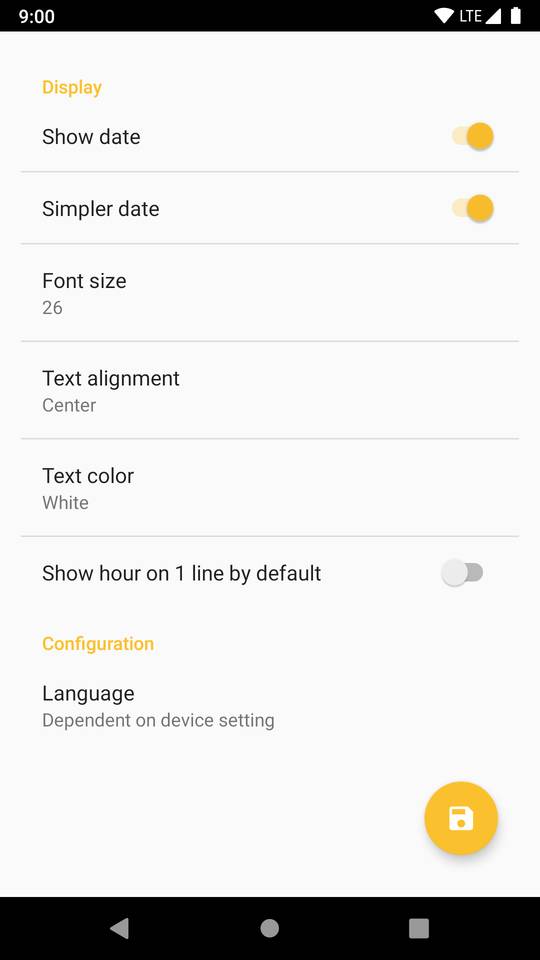 9:00
LTE
Display
Show date
Simpler date
Font size
26
Text alignment
Center
Text color
White
Show hour on 1 line by default
Configuration
Language
Dependent on device setting